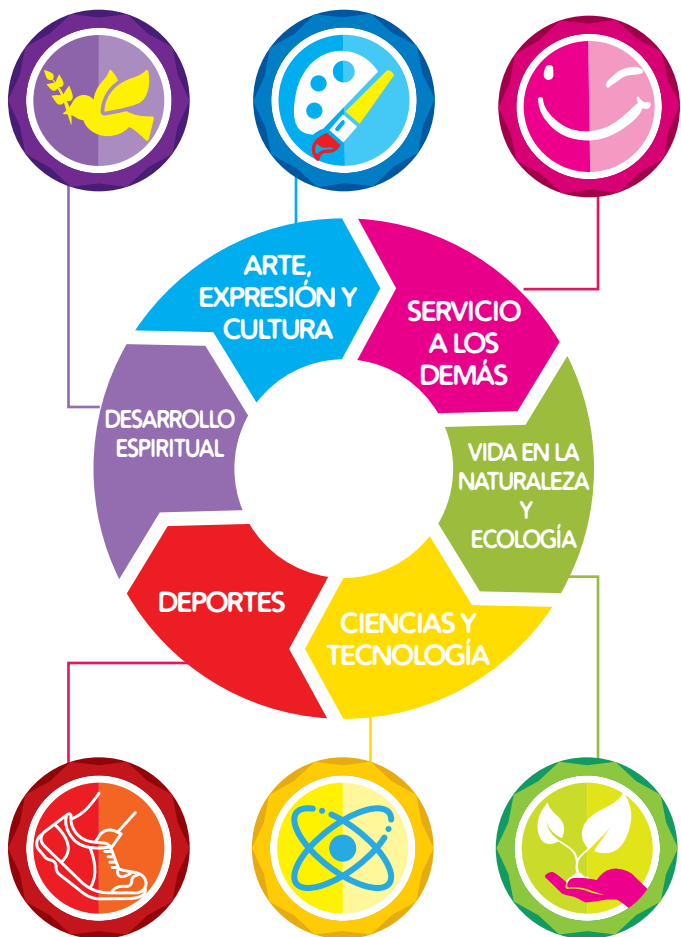 ARTE,
EXPRESIÓN Y
CULTURA
SERVICIO
A LOS
DEMÁS
DESARROLLO
ESPIRITUAL
VIDA EN LA
NATURALEZA
Y
ECOLOGÍA
DEPORTES
CIENCIAS Y
TECNOLOGÍA